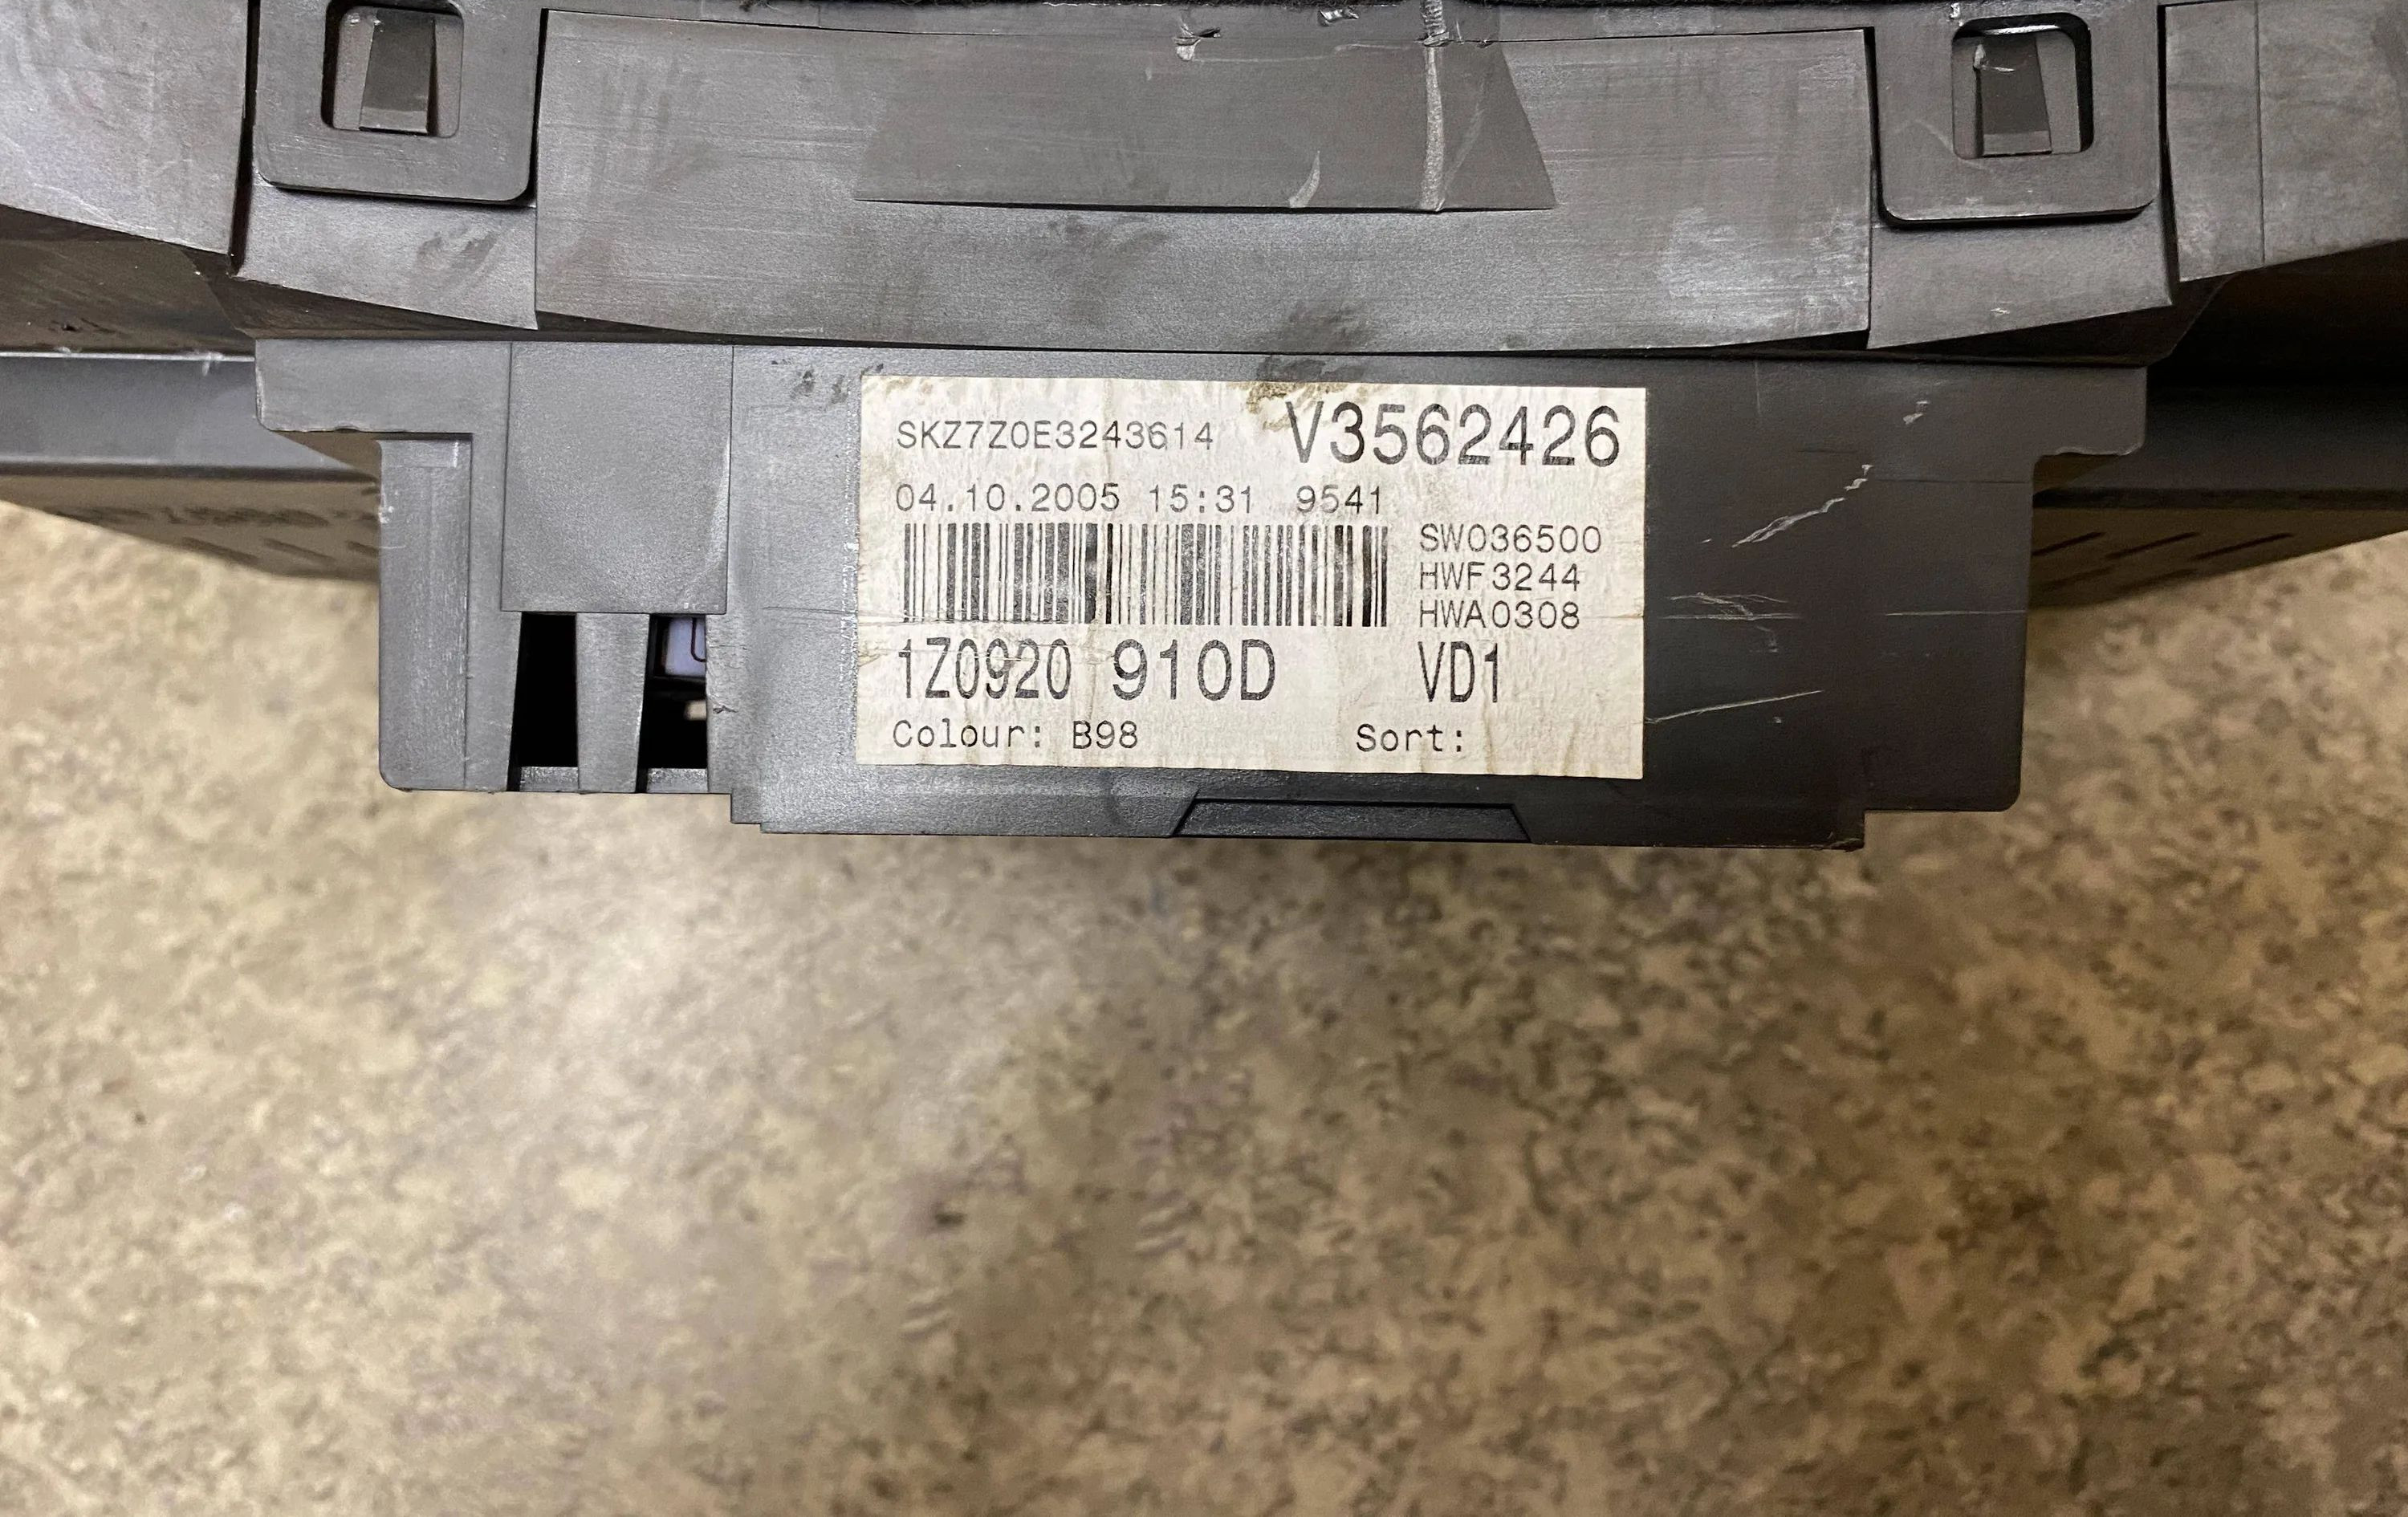 SKZ7Z0E3243614 V3562426
04.10.2005 15:31 9541
SW036500
HWF3244
HWA0308
1Z0920 910D VD1
Colour: B98 Sort: